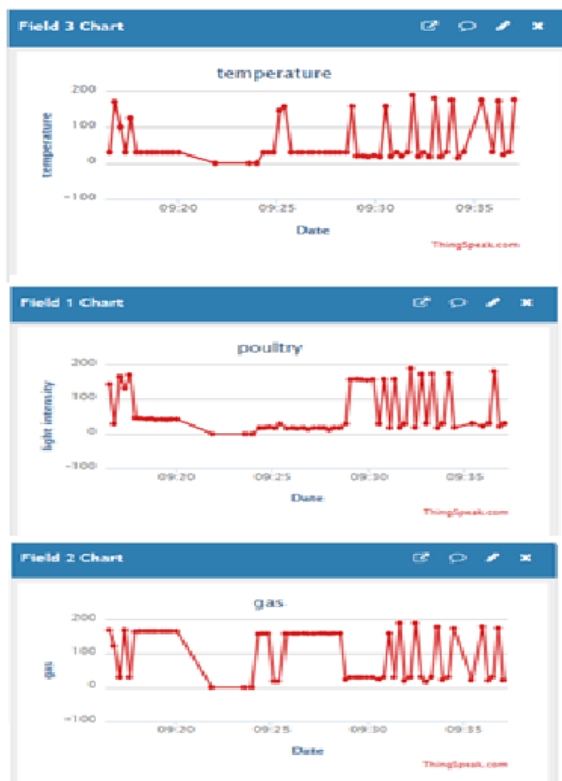 Field 3 Chart
temperature
temperature
200
100
0
-100
09:20 09:25 09:30 09:35
Date
ThingSpeak.com
Field 1 Chart
poultry
light intensity
200
100
0
-100
09:20 09:25 09:30 09:35
Date
ThingSpeak.com
Field 2 Chart
gas
gas
200
100
0
-100
09:20 09:25 09:30 09:35
Date
ThingSpeak.com